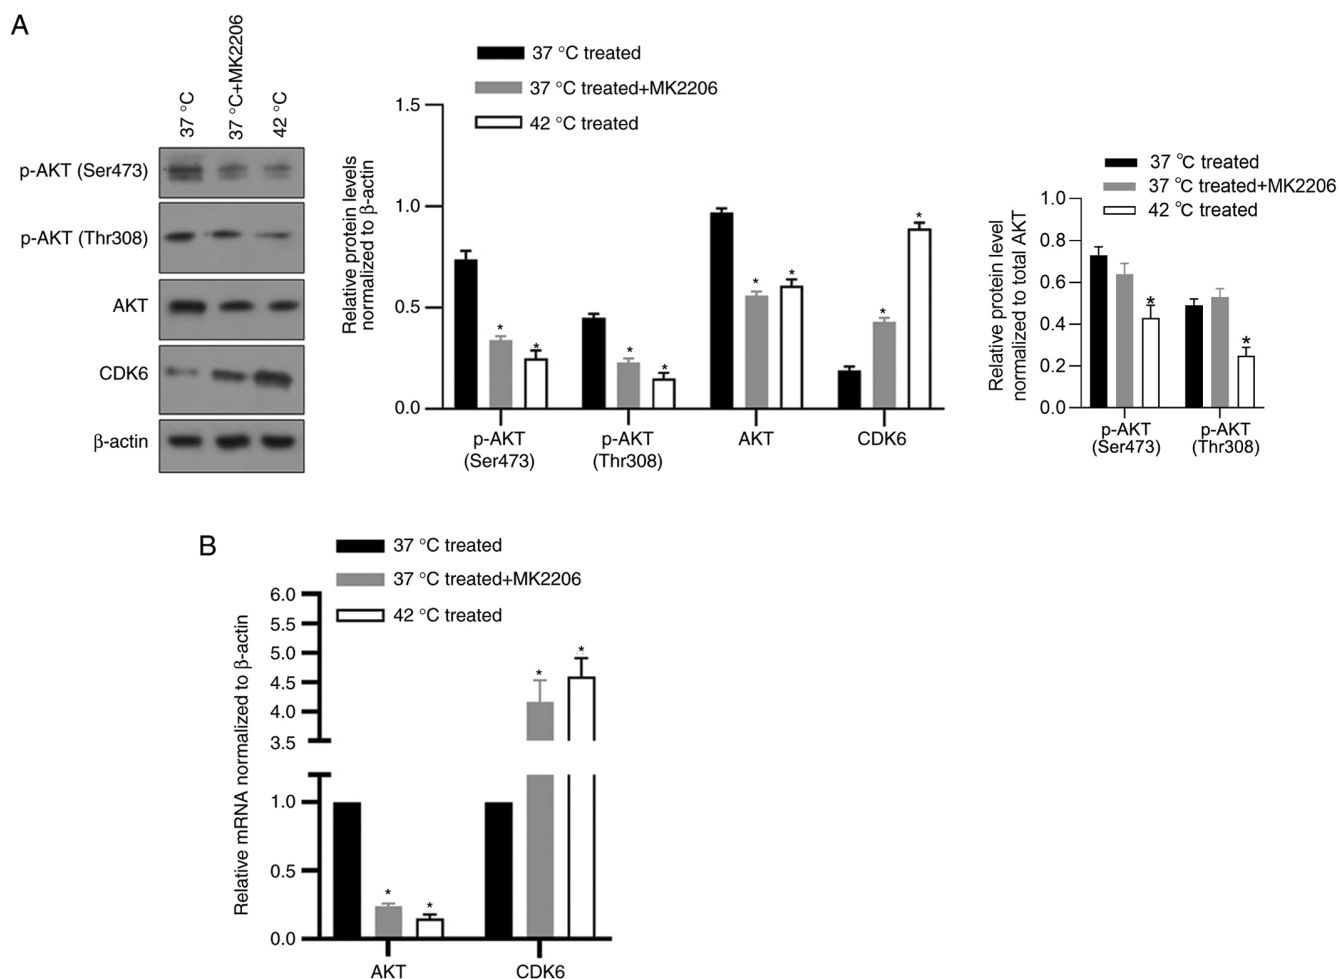 A
37 °C
37 °C+MK2206
42 °C
p-AKT (Ser473)
p-AKT (Thr308)
AKT
CDK6
β-actin
37 °C treated
37 °C treated+MK2206
42 °C treated
Relative protein levels
normalized to β-actin
1.5
1.0
0.5
0.0
*
*
*
*
*
*
*
*
p-AKT
(Ser473)
p-AKT
(Thr308)
AKT
CDK6
37 °C treated
37 °C treated+MK2206
42 °C treated
Relative protein level
normalized to total AKT
1.0
0.8
0.6
0.4
0.2
0.0
*
*
p-AKT
(Ser473)
p-AKT
(Thr308)
B
37 °C treated
37 °C treated+MK2206
42 °C treated
Relative mRNA normalized to β-actin
6.0
5.5
5.0
4.5
4.0
3.5
1.0
0.5
0.0
*
*
*
*
AKT
CDK6